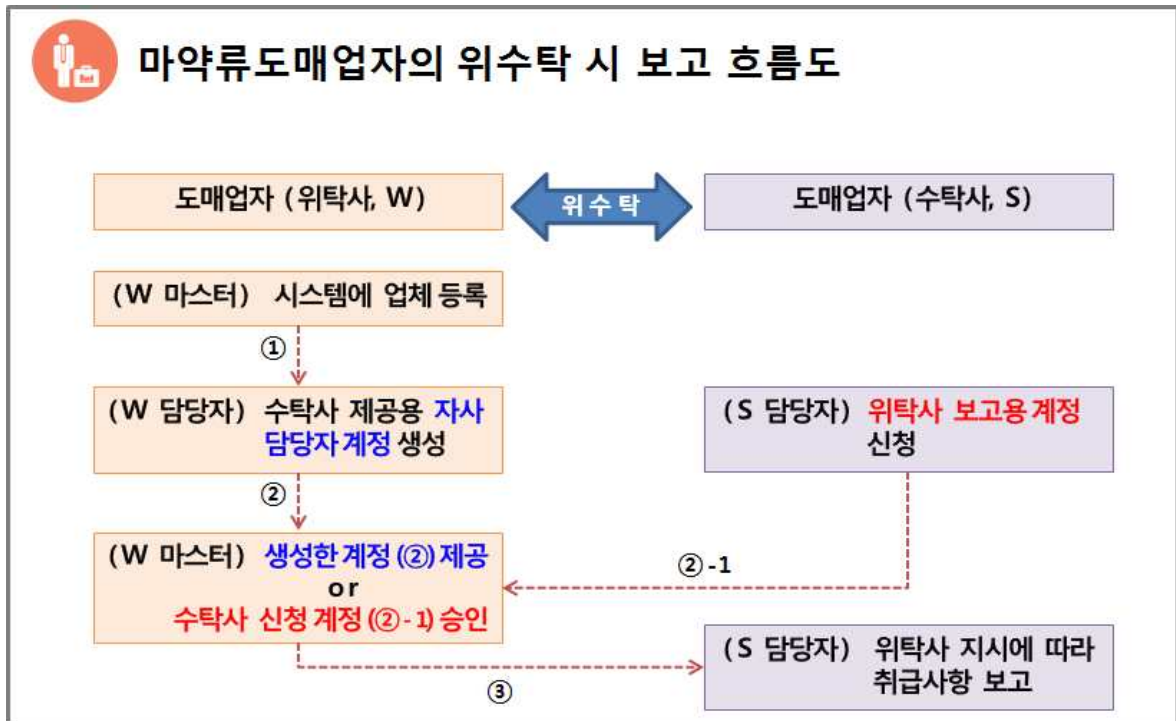 마약류도매업자의 위수탁 시 보고 흐름도
도매업자 (위탁사, W)
위수탁
도매업자 (수탁사, S)
(W 마스터) 시스템에 업체 등록
①
(W 담당자) 수탁사 제공용 자사
담당자 계정 생성
(S 담당자) 위탁사 보고용 계정
신청
②
(W 마스터) 생성한 계정 (②) 제공
or
수탁사 신청 계정 (②-1) 승인
②-1
(S 담당자) 위탁사 지시에 따라
취급사항 보고
③